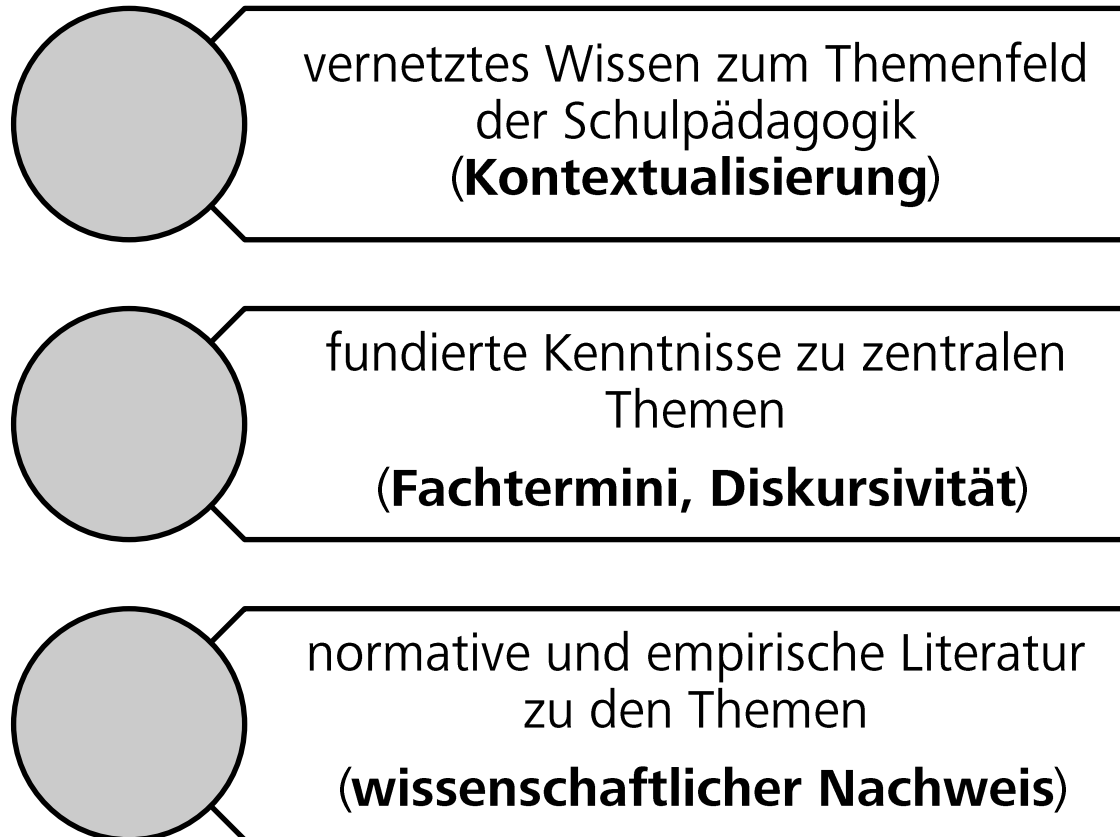 vernetztes Wissen zum Themenfeld
der Schulpädagogik
(Kontextualisierung)
fundierte Kenntnisse zu zentralen
Themen
(Fachtermini, Diskursivität)
normative und empirische Literatur
zu den Themen
(wissenschaftlicher Nachweis)